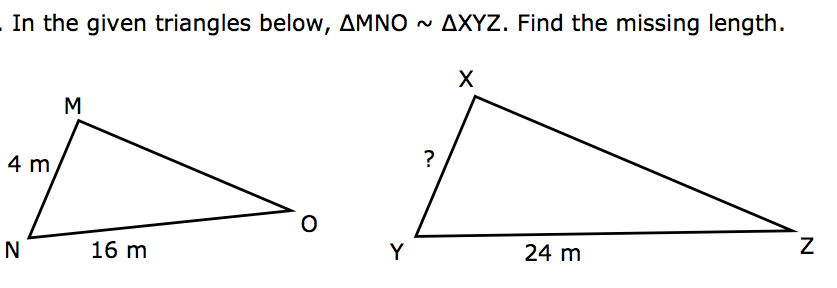 . In the given triangles below, ΔMNO ~ ΔXYZ. Find the missing length.
X
M
4 m
?
O
N
16 m
Y
24 m
Z